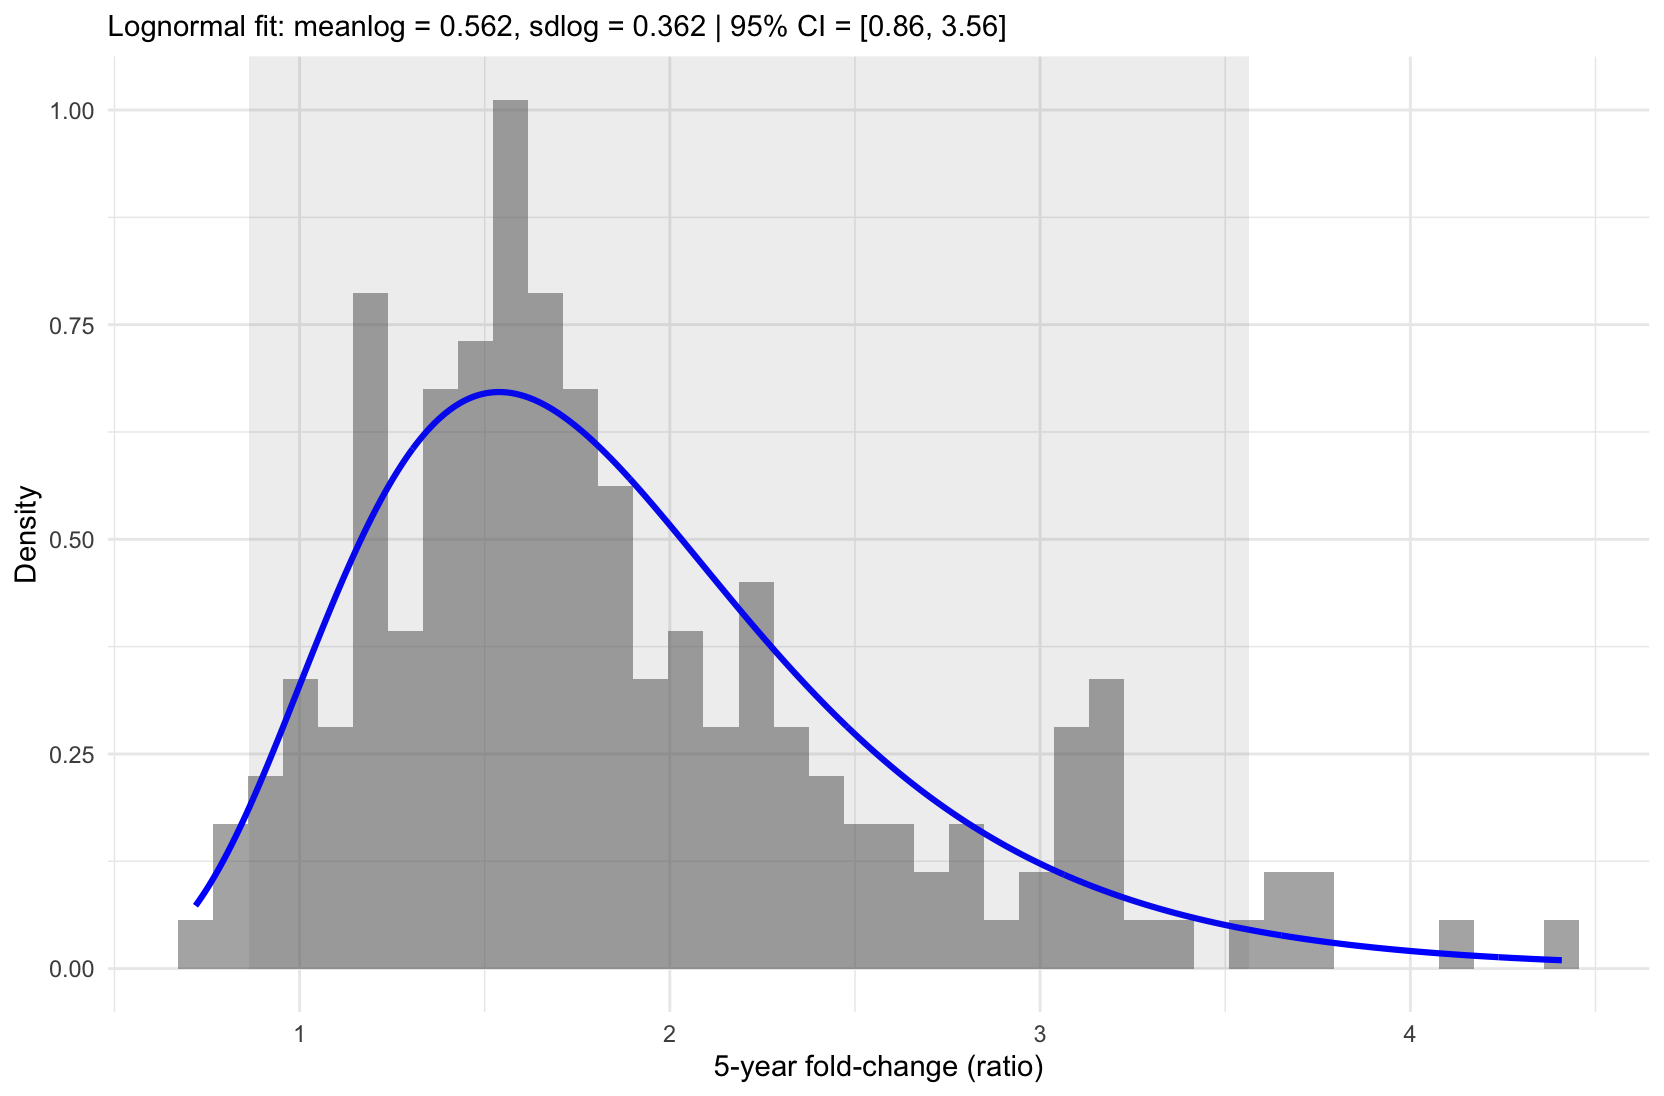 Lognormal fit: meanlog = 0.562, sdlog = 0.362 | 95% CI = [0.86, 3.56]
1.00
0.75
0.50
0.25
0.00
Density
1 2 3 4
5-year fold-change (ratio)